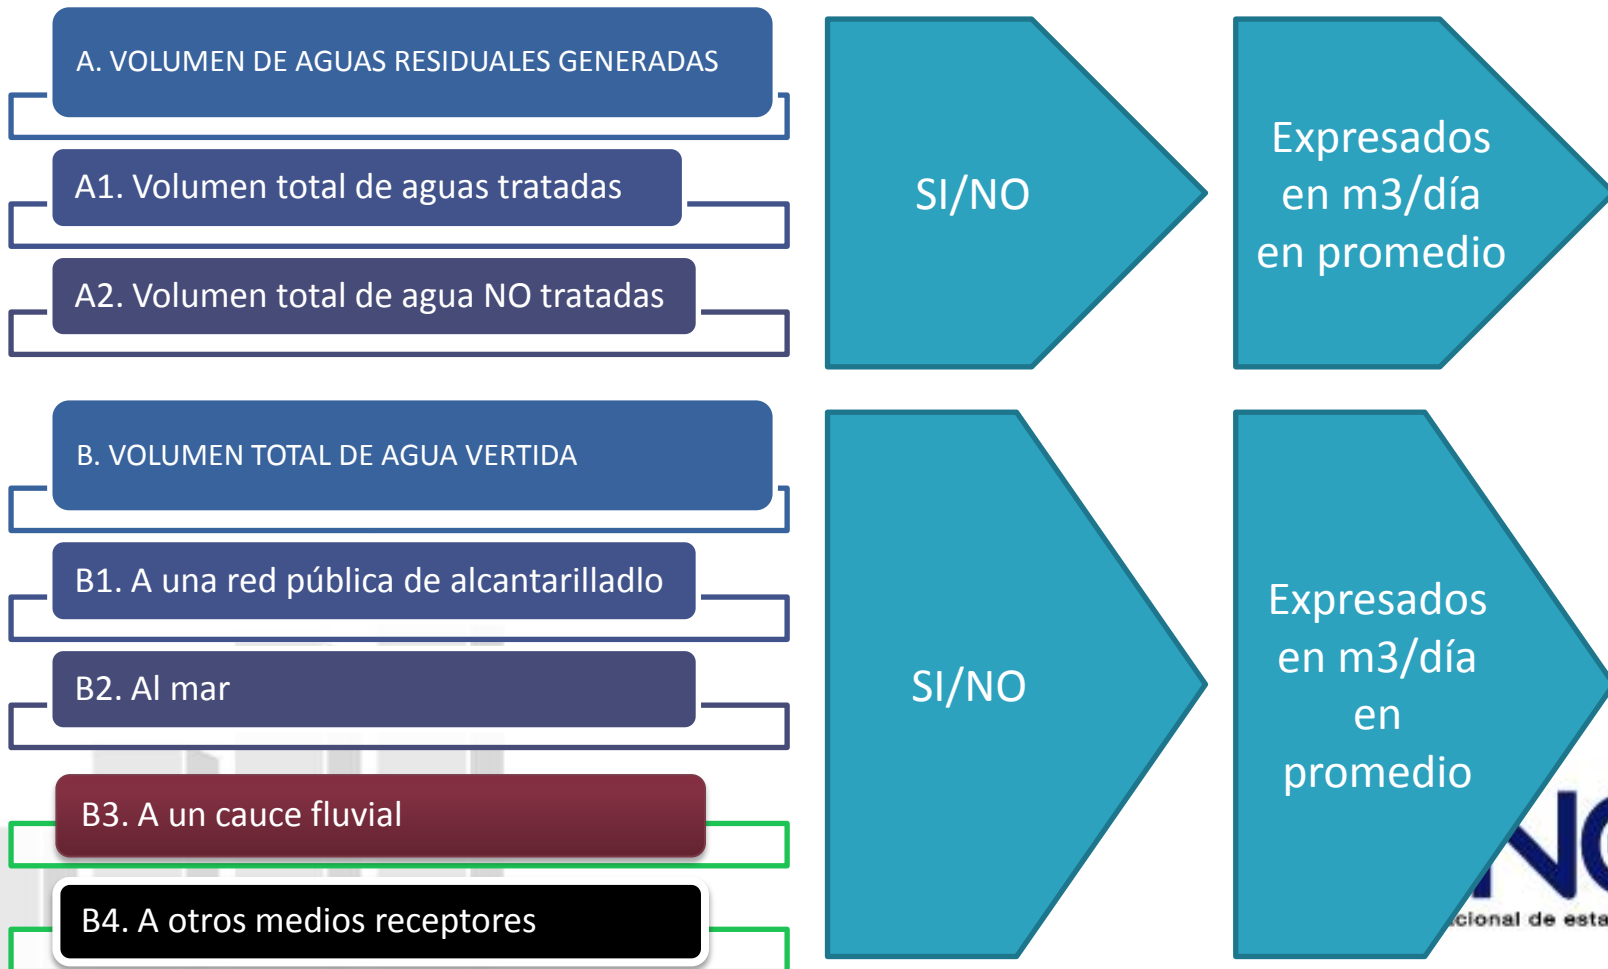 A. VOLUMEN DE AGUAS RESIDUALES GENERADAS
A1. Volumen total de aguas tratadas
A2. Volumen total de agua NO tratadas
SI/NO
Expresados
en m3/día
en promedio
B. VOLUMEN TOTAL DE AGUA VERTIDA
B1. A una red pública de alcantarilladlo
B2. Al mar
B3. A un cauce fluvial
B4. A otros medios receptores
SI/NO
Expresados
en m3/día
en
promedio
de